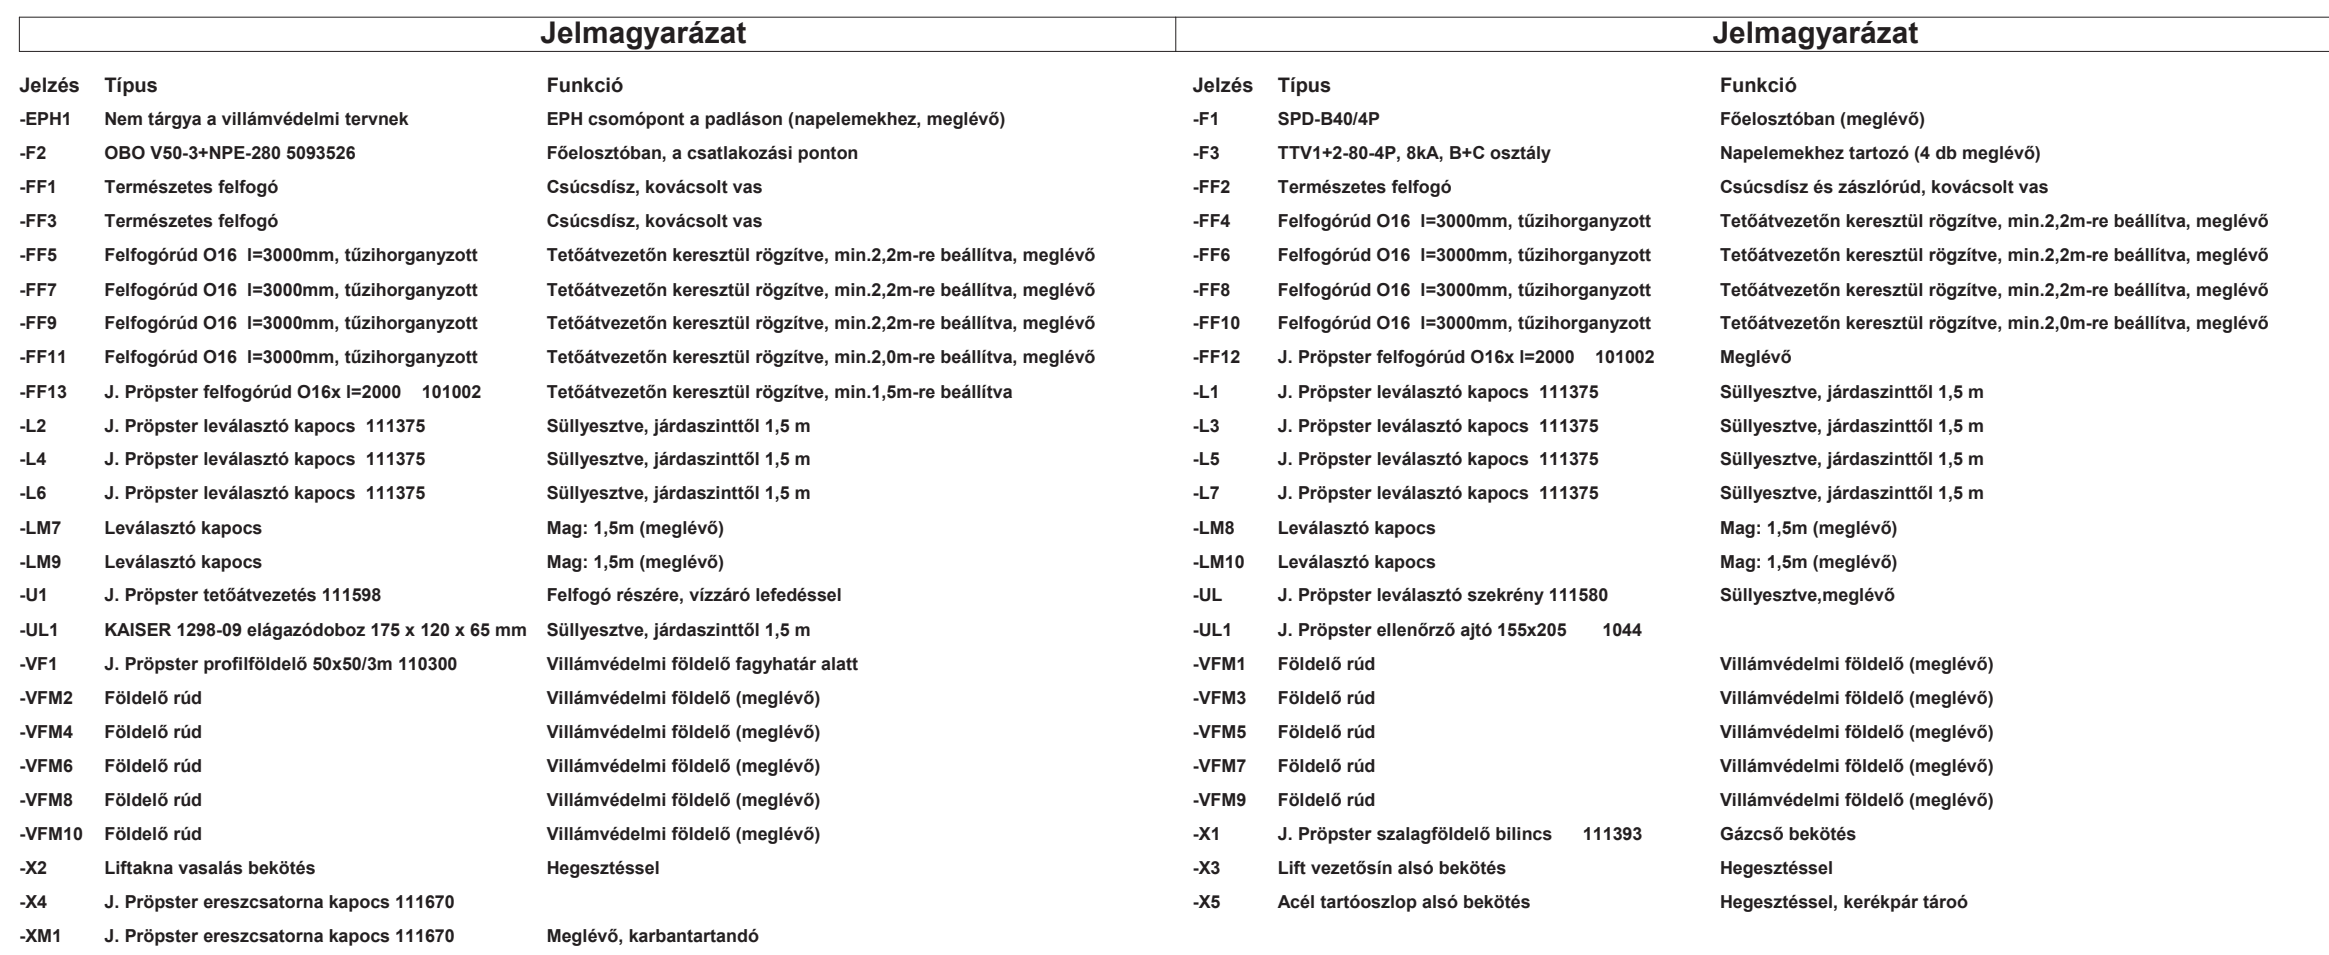 Jelmagyarázat Jelmagyarázat
Jelzés Típus Funkció Jelzés Típus Funkció
-EPH1 Nem tárgya a villámvédelmi tervnek EPH csomópont a padláson (napelemekhez, meglévő) -F1 SPD-B40/4P Főelosztóban (meglévő)
-F2 OBO V50-3+NPE-280 5093526 Főelosztóban, a csatlakozási ponton -F3 TTV1+2-80-4P, 8kA, B+C osztály Napelemekhez tartozó (4 db meglévő)
-FF1 Természetes felfogó Csúcsdísz, kovácsolt vas -FF2 Természetes felfogó Csúcsdísz és zászlórúd, kovácsolt vas
-FF3 Természetes felfogó Csúcsdísz, kovácsolt vas -FF4 Felfogórúd O16 l=3000mm, tűzihorganyzott Tetőátvezetőn keresztül rögzítve, min.2,2m-re beállítva, meglévő
-FF5 Felfogórúd O16 l=3000mm, tűzihorganyzott Tetőátvezetőn keresztül rögzítve, min.2,2m-re beállítva, meglévő -FF6 Felfogórúd O16 l=3000mm, tűzihorganyzott Tetőátvezetőn keresztül rögzítve, min.2,2m-re beállítva, meglévő
-FF7 Felfogórúd O16 l=3000mm, tűzihorganyzott Tetőátvezetőn keresztül rögzítve, min.2,2m-re beállítva, meglévő -FF8 Felfogórúd O16 l=3000mm, tűzihorganyzott Tetőátvezetőn keresztül rögzítve, min.2,2m-re beállítva, meglévő
-FF9 Felfogórúd O16 l=3000mm, tűzihorganyzott Tetőátvezetőn keresztül rögzítve, min.2,2m-re beállítva, meglévő -FF10 Felfogórúd O16 l=3000mm, tűzihorganyzott Tetőátvezetőn keresztül rögzítve, min.2,0m-re beállítva, meglévő
-FF11 Felfogórúd O16 l=3000mm, tűzihorganyzott Tetőátvezetőn keresztül rögzítve, min.2,0m-re beállítva, meglévő -FF12 J. Pröpster felfogórúd O16x l=2000 101002 Meglévő
-FF13 J. Pröpster felfogórúd O16x l=2000 101002 Tetőátvezetőn keresztül rögzítve, min.1,5m-re beállítva -L1 J. Pröpster leválasztó kapocs 111375 Süllyesztve, járdaszinttől 1,5 m
-L2 J. Pröpster leválasztó kapocs 111375 Süllyesztve, járdaszinttől 1,5 m -L3 J. Pröpster leválasztó kapocs 111375 Süllyesztve, járdaszinttől 1,5 m
-L4 J. Pröpster leválasztó kapocs 111375 Süllyesztve, járdaszinttől 1,5 m -L5 J. Pröpster leválasztó kapocs 111375 Süllyesztve, járdaszinttől 1,5 m
-L6 J. Pröpster leválasztó kapocs 111375 Süllyesztve, járdaszinttől 1,5 m -L7 J. Pröpster leválasztó kapocs 111375 Süllyesztve, járdaszinttől 1,5 m
-LM7 Leválasztó kapocs Mag: 1,5m (meglévő) -LM8 Leválasztó kapocs Mag: 1,5m (meglévő)
-LM9 Leválasztó kapocs Mag: 1,5m (meglévő) -LM10 Leválasztó kapocs Mag: 1,5m (meglévő)
-U1 J. Pröpster tetőátvezetés 111598 Felfogó részére, vízzáró lefedéssel -UL J. Pröpster leválasztó szekrény 111580 Süllyesztve,meglévő
-UL1 KAISER 1298-09 elágazódoboz 175 x 120 x 65 mm Süllyesztve, járdaszinttől 1,5 m -UL1 J. Pröpster ellenőrző ajtó 155x205 1044
-VF1 J. Pröpster profilföldelő 50x50/3m 110300 Villámvédelmi földelő fagyhatár alatt -VFM1 Földelő rúd Villámvédelmi földelő (meglévő)
-VFM2 Földelő rúd Villámvédelmi földelő (meglévő) -VFM3 Földelő rúd Villámvédelmi földelő (meglévő)
-VFM4 Földelő rúd Villámvédelmi földelő (meglévő) -VFM5 Földelő rúd Villámvédelmi földelő (meglévő)
-VFM6 Földelő rúd Villámvédelmi földelő (meglévő) -VFM7 Földelő rúd Villámvédelmi földelő (meglévő)
-VFM8 Földelő rúd Villámvédelmi földelő (meglévő) -VFM9 Földelő rúd Villámvédelmi földelő (meglévő)
-VFM10 Földelő rúd Villámvédelmi földelő (meglévő) -X1 J. Pröpster szalagföldelő bilincs 111393 Gázcső bekötés
-X2 Liftakna vasalás bekötés Hegesztéssel -X3 Lift vezetősín alsó bekötés Hegesztéssel
-X4 J. Pröpster ereszcsatorna kapocs 111670 -X5 Acél tartóoszlop alsó bekötés Hegesztéssel, kerékpár tároó
-XM1 J. Pröpster ereszcsatorna kapocs 111670 Meglévő, karbantartandó